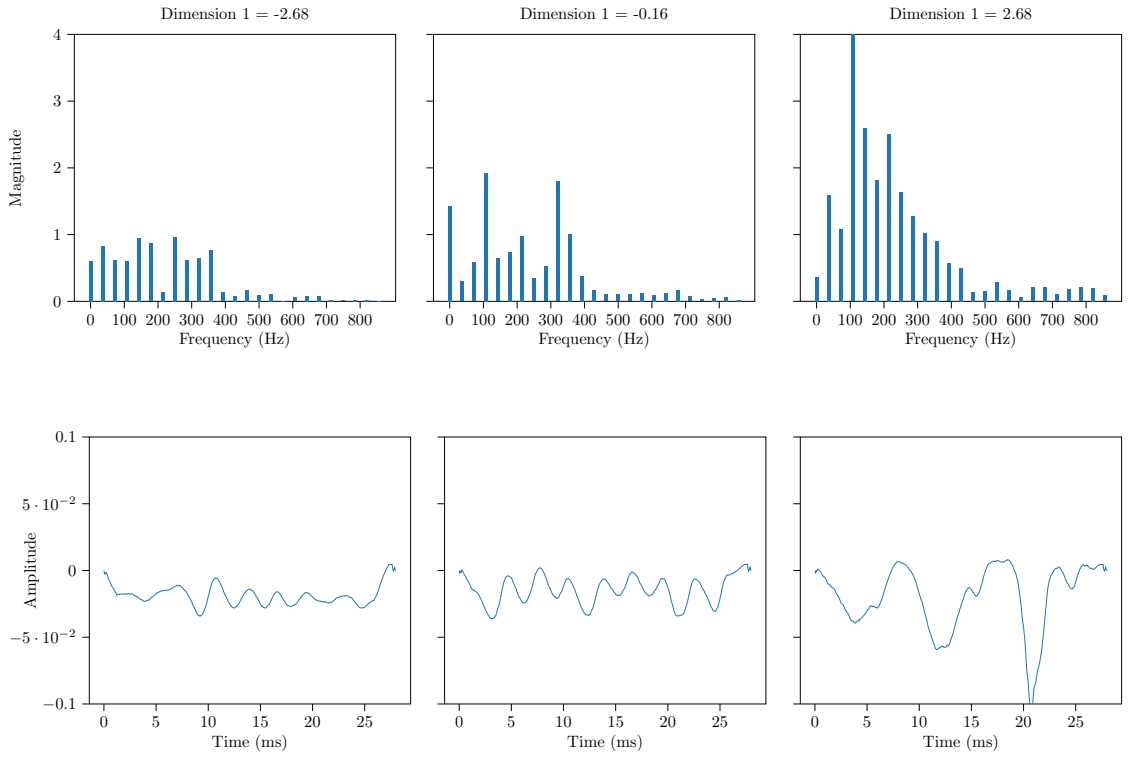 Dimension 1 = -2.68 Dimension 1 = -0.16 Dimension 1 = 2.68
Magnitude
4
3
2
1
0
0 100 200 300 400 500 600 700 800 0 100 200 300 400 500 600 700 800 0 100 200 300 400 500 600 700 800
Frequency (Hz) Frequency (Hz) Frequency (Hz)
Amplitude
0.1
5 · 10⁻²
0
−5 · 10⁻²
−0.1
0 5 10 15 20 25 0 5 10 15 20 25 0 5 10 15 20 25
Time (ms) Time (ms) Time (ms)